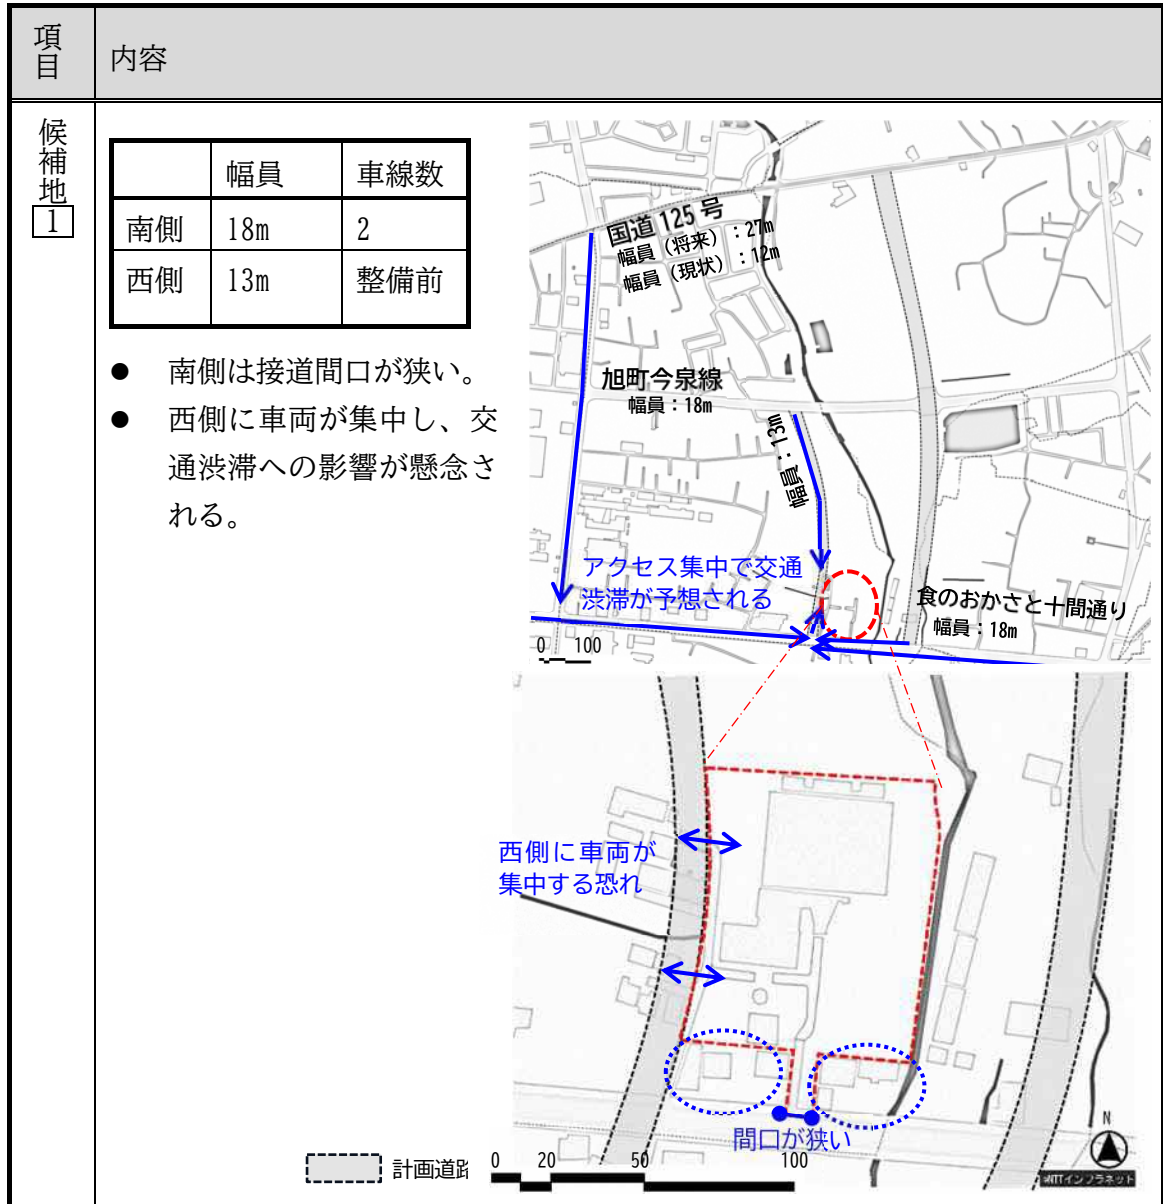 項目
内容
候補地
1
幅員
車線数
南側
18m
2
西側
13m
整備前
● 南側は接道間口が狭い。
● 西側に車両が集中し、交
通渋滞への影響が懸念さ
れる。
国道 125 号
幅員（将来）：27m
幅員（現状）：12m
旭町今泉線
幅員：18m
幅員：13m
アクセス集中で交通
渋滞が予想される
食のおかさと十間通り
幅員：18m
0 100
西側に車両が
集中する恐れ
間口が狭い
計画道路
0 20 50 100
N
©NTTインフラネット